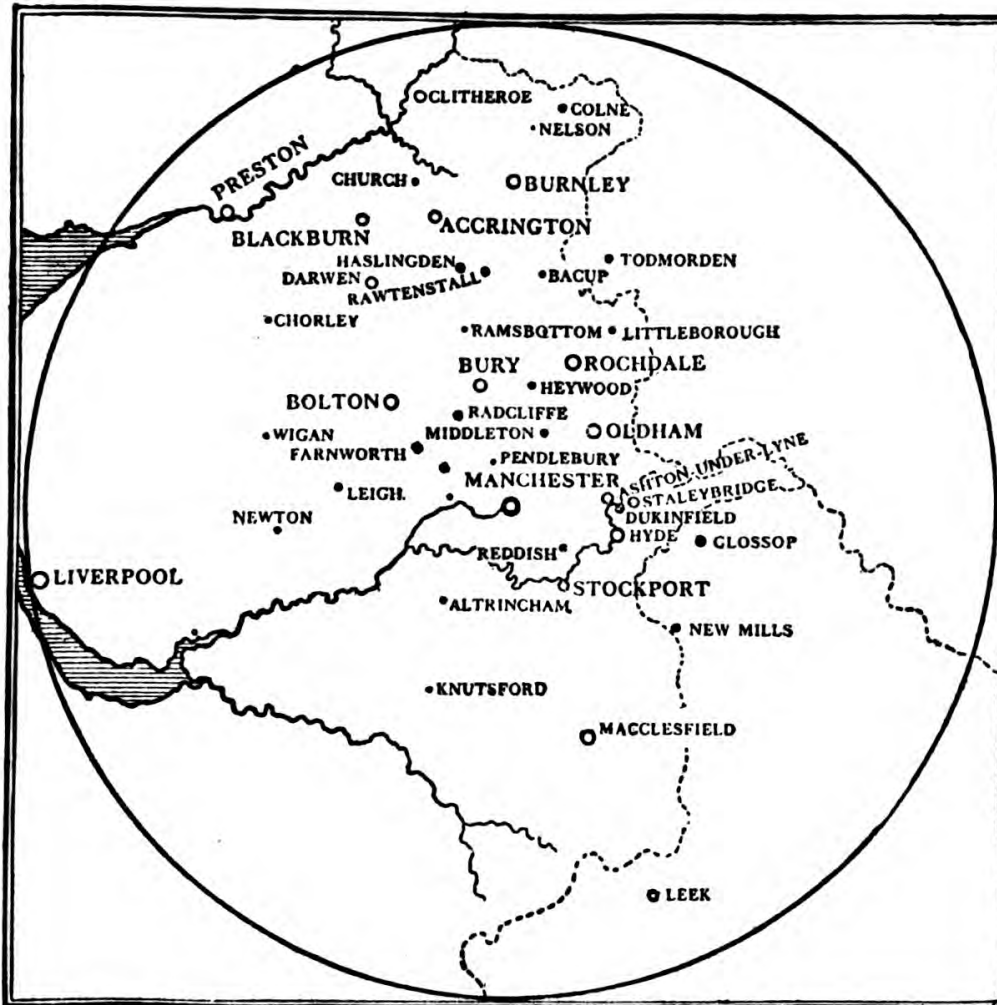 CLITHEROE
COLNE
NELSON
PRESTON
CHURCH
BURNLEY
BLACKBURN
ACCRINGTON
HASLINGDEN
TODMORDEN
DARWEN
RAWTENSTALL
BACUP
CHORLEY
RAMSBOTTOM
LITTLEBOROUGH
BURY
ROCHDALE
HEYWOOD
BOLTON
RADCLIFFE
WIGAN
MIDDLETON
OLDHAM
FARNWORTH
PENDLEBURY
ASHTON-UNDER-LYNE
MANCHESTER
STALEYBRIDGE
LEIGH.
DUKINFIELD
NEWTON
HYDE
GLOSSOP
REDDISH
LIVERPOOL
STOCKPORT
ALTRINCHAM
NEW MILLS
KNUTSFORD
MACCLESFIELD
LEEK